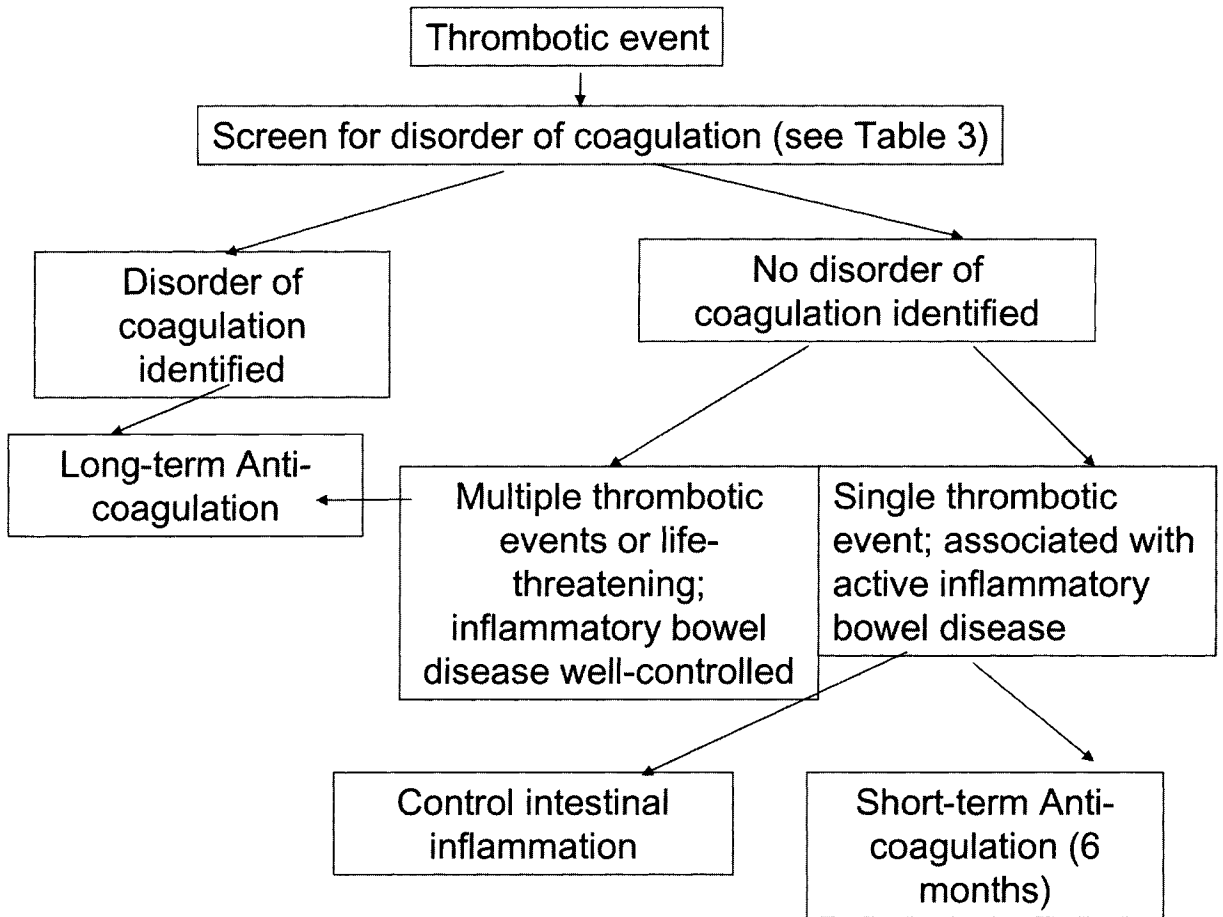 Thrombotic event
Screen for disorder of coagulation (see Table 3)
Disorder of
coagulation
identified
No disorder of
coagulation identified
Long-term Anti-
coagulation
Multiple thrombotic
events or life-
threatening;
inflammatory bowel
disease well-controlled
Single thrombotic
event; associated with
active inflammatory
bowel disease
Control intestinal
inflammation
Short-term Anti-
coagulation (6
months)